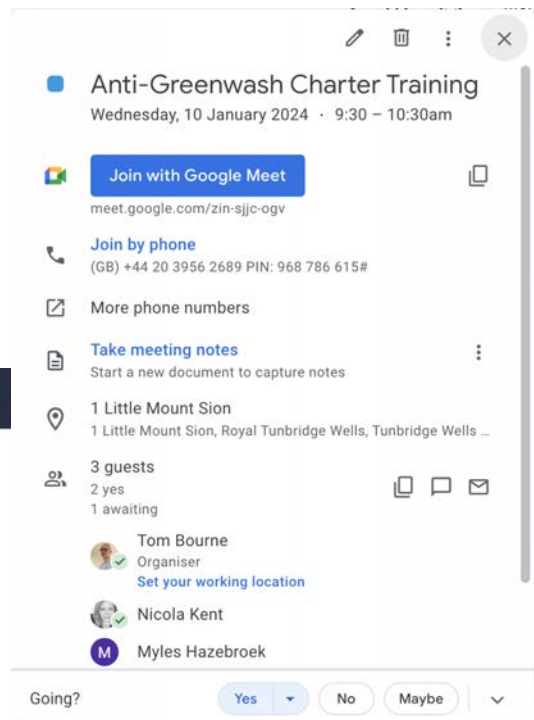 Anti-Greenwash Charter Training
Wednesday, 10 January 2024 · 9:30 – 10:30am
Join with Google Meet
meet.google.com/zin-sjjc-ogv
Join by phone
(GB) +44 20 3956 2689 PIN: 968 786 615#
More phone numbers
Take meeting notes
Start a new document to capture notes
1 Little Mount Sion
1 Little Mount Sion, Royal Tunbridge Wells, Tunbridge Wells ...
3 guests
2 yes
1 awaiting
Tom Bourne
Organiser
Set your working location
Nicola Kent
M Myles Hazebroek
Going? Yes No Maybe